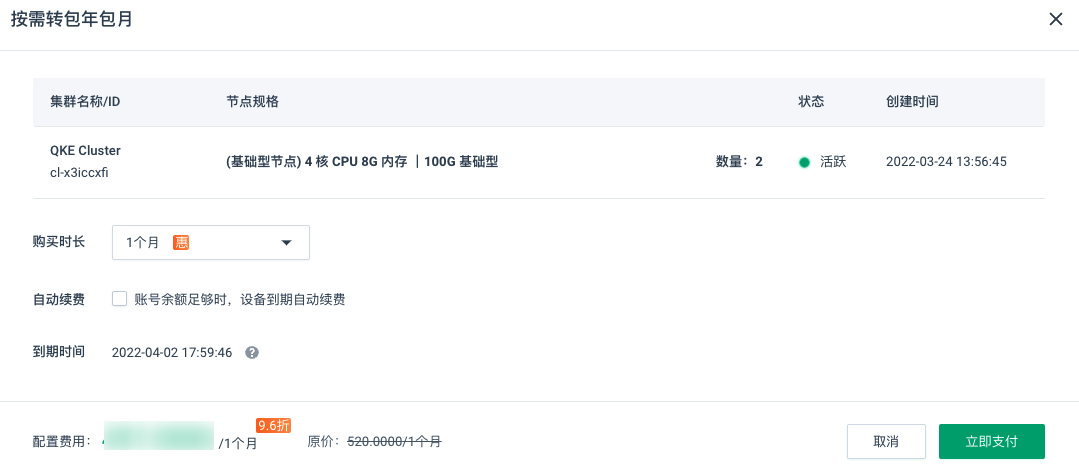 按需转包年包月
集群名称/ID 节点规格 状态 创建时间
QKE Cluster
cl-x3iccxfi
(基础型节点) 4 核 CPU 8G 内存 ｜100G 基础型 数量：2 活跃 2022-03-24 13:56:45
购买时长 1个月 惠
自动续费 账号余额足够时，设备到期自动续费
到期时间 2022-04-02 17:59:46 ?
9.6折
配置费用： /1个月 原价：520.0000/1个月 取消 立即支付